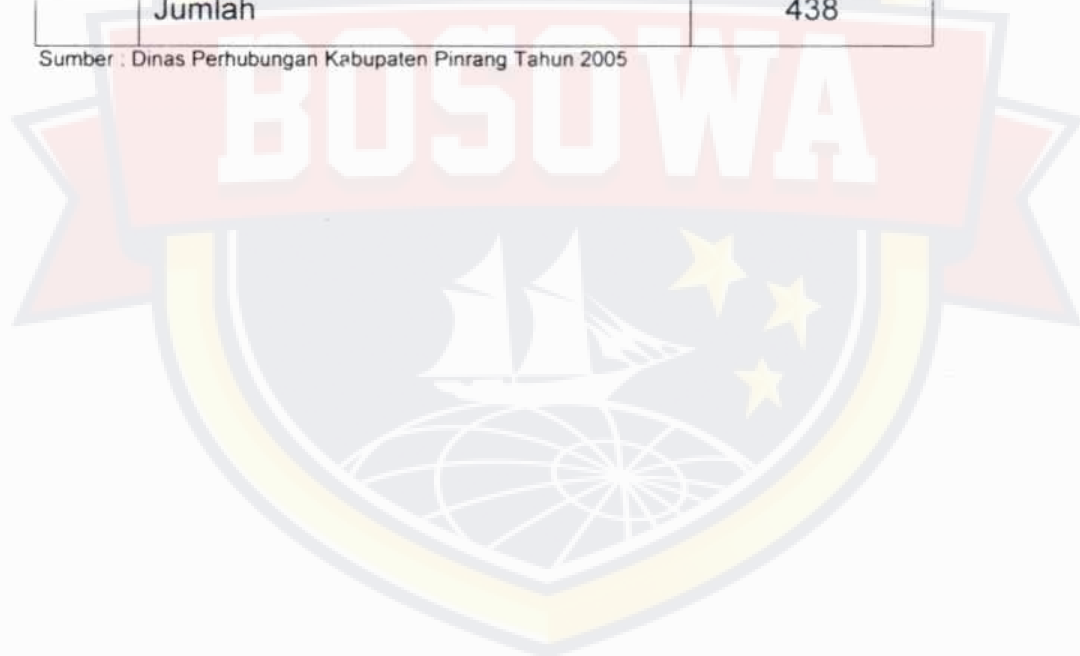 Jumlah 438
Sumber : Dinas Perhubungan Kabupaten Pinrang Tahun 2005
BOSOWA